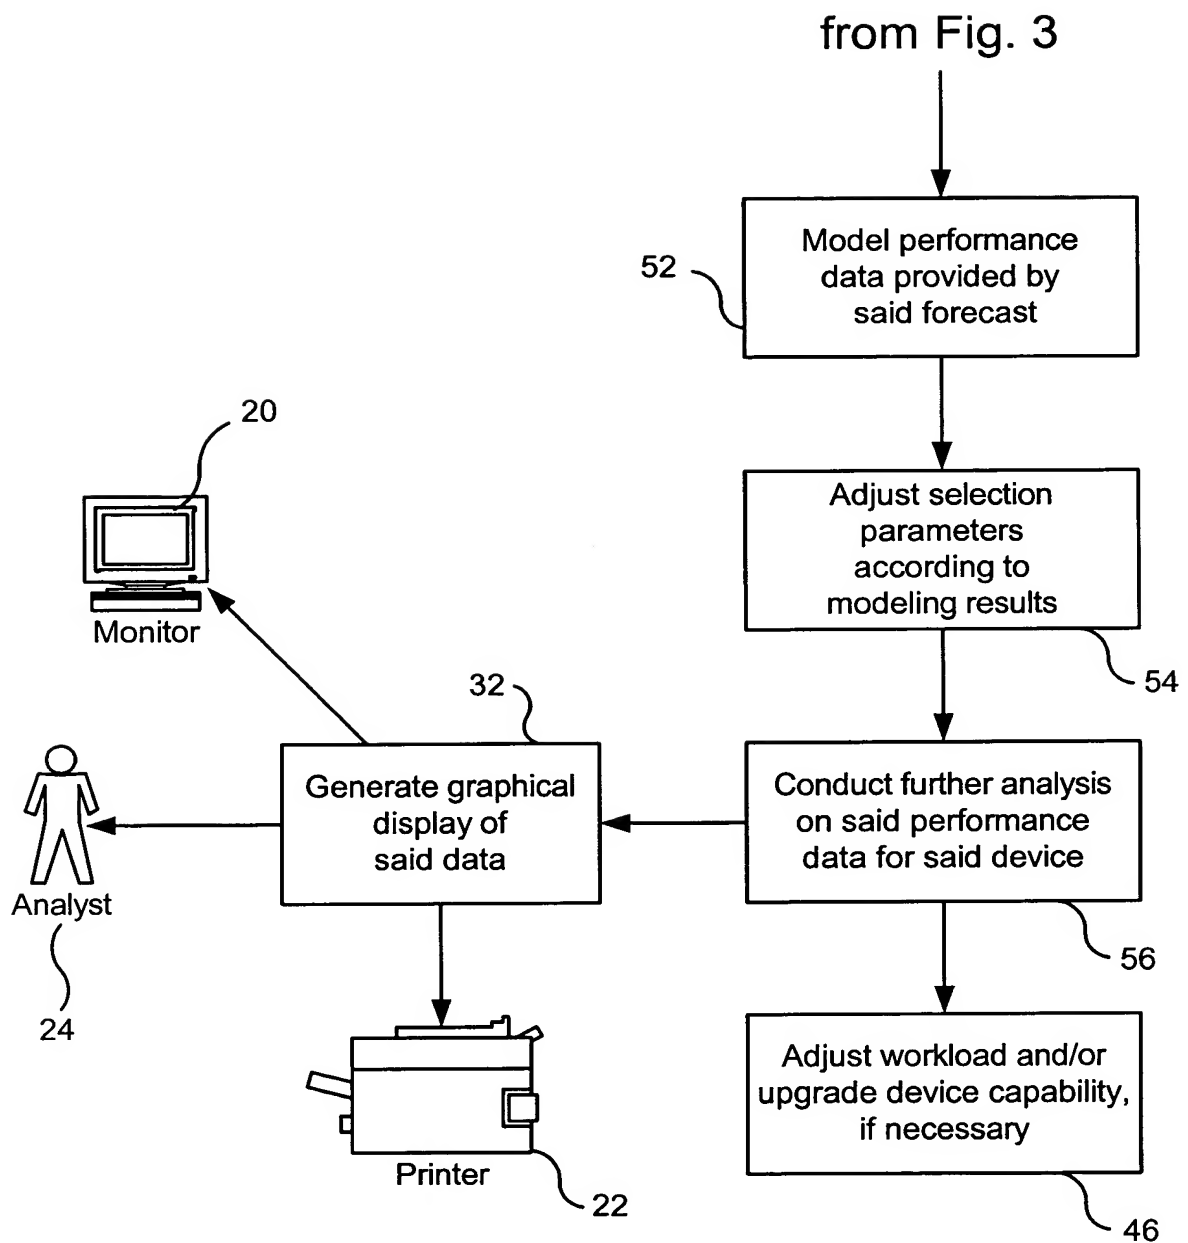 from Fig. 3
Model performance
data provided by
said forecast
52
20
Adjust selection
parameters
according to
modeling results
Monitor
54
32
Generate graphical
display of
said data
Conduct further analysis
on said performance
data for said device
Analyst
56
24
Adjust workload and/or
upgrade device capability,
if necessary
Printer
22
46